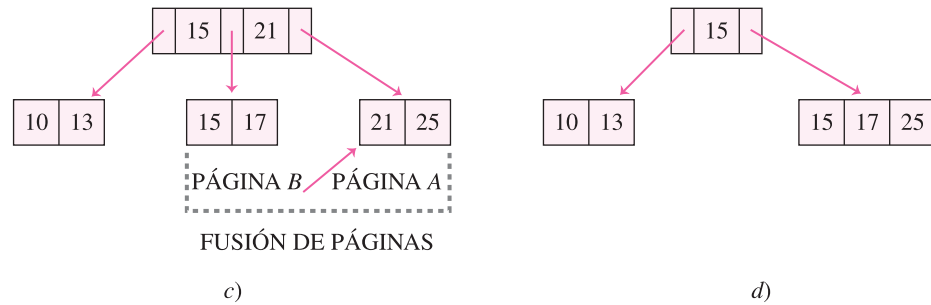 15 21
15
10 13
15 17
21 25
10 13
15 17 25
PÁGINA B PÁGINA A
FUSIÓN DE PÁGINAS
c)
d)